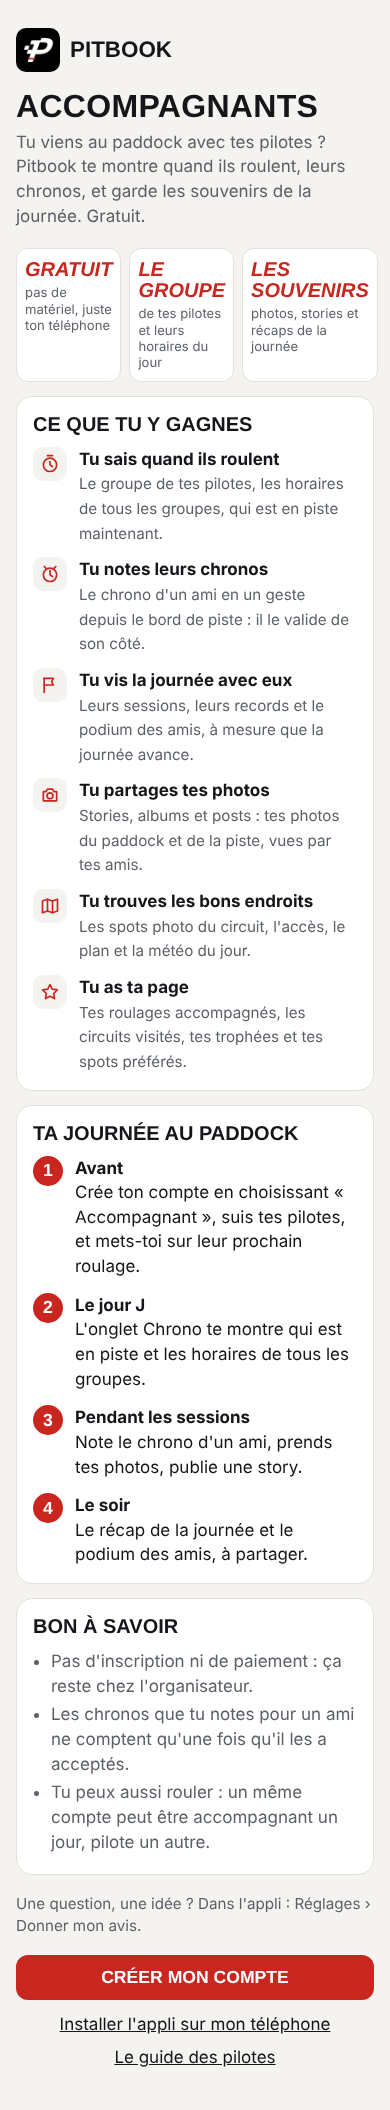 PITBOOK
ACCOMPAGNANTS
Tu viens au paddock avec tes pilotes ?
Pitbook te montre quand ils roulent, leurs
chronos, et garde les souvenirs de la
journée. Gratuit.
GRATUIT
pas de
matériel, juste
ton téléphone
LE
GROUPE
de tes pilotes
et leurs
horaires du
jour
LES
SOUVENIRS
photos, stories et
récaps de la
journée
CE QUE TU Y GAGNES
Tu sais quand ils roulent
Le groupe de tes pilotes, les horaires
de tous les groupes, qui est en piste
maintenant.
Tu notes leurs chronos
Le chrono d'un ami en un geste
depuis le bord de piste : il le valide de
son côté.
Tu vis la journée avec eux
Leurs sessions, leurs records et le
podium des amis, à mesure que la
journée avance.
Tu partages tes photos
Stories, albums et posts : tes photos
du paddock et de la piste, vues par
tes amis.
Tu trouves les bons endroits
Les spots photo du circuit, l'accès, le
plan et la météo du jour.
Tu as ta page
Tes roulages accompagnés, les
circuits visités, tes trophées et tes
spots préférés.
TA JOURNÉE AU PADDOCK
1 Avant
Crée ton compte en choisissant «
Accompagnant », suis tes pilotes,
et mets-toi sur leur prochain
roulage.
2 Le jour J
L'onglet Chrono te montre qui est
en piste et les horaires de tous les
groupes.
3 Pendant les sessions
Note le chrono d'un ami, prends
tes photos, publie une story.
4 Le soir
Le récap de la journée et le
podium des amis, à partager.
BON À SAVOIR
• Pas d'inscription ni de paiement : ça
reste chez l'organisateur.
• Les chronos que tu notes pour un ami
ne comptent qu'une fois qu'il les a
acceptés.
• Tu peux aussi rouler : un même
compte peut être accompagnant un
jour, pilote un autre.
Une question, une idée ? Dans l'appli : Réglages ›
Donner mon avis.
CRÉER MON COMPTE
Installer l'appli sur mon téléphone
Le guide des pilotes